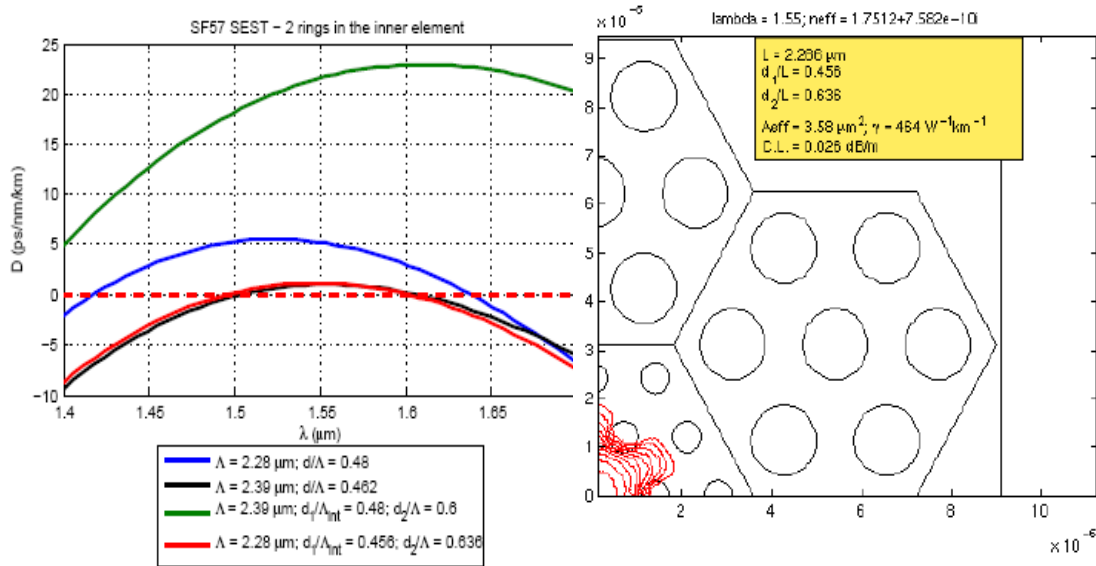 SF57 SEST - 2 rings in the inner element
D (ps/nm/km)
25
20
15
10
5
0
-5
-10
1.4
1.45
1.5
1.55
1.6
1.65
λ (μm)
Λ = 2.28 μm; d/Λ = 0.48
Λ = 2.39 μm; d/Λ = 0.462
Λ = 2.39 μm; d1/Λint = 0.48; d2/Λ = 0.6
Λ = 2.28 μm; d1/Λint = 0.456; d2/Λ = 0.636
x 10^-6
lambda = 1.55; neff = 1.7512+7.582e-10i
L = 2.286 μm
d1/L = 0.456
d2/L = 0.636
Aeff = 3.58 μm²; γ = 464 W^-1km^-1
C.L. = 0.026 dB/m
9
8
7
6
5
4
3
2
1
0
2
4
6
8
10
x 10^-6